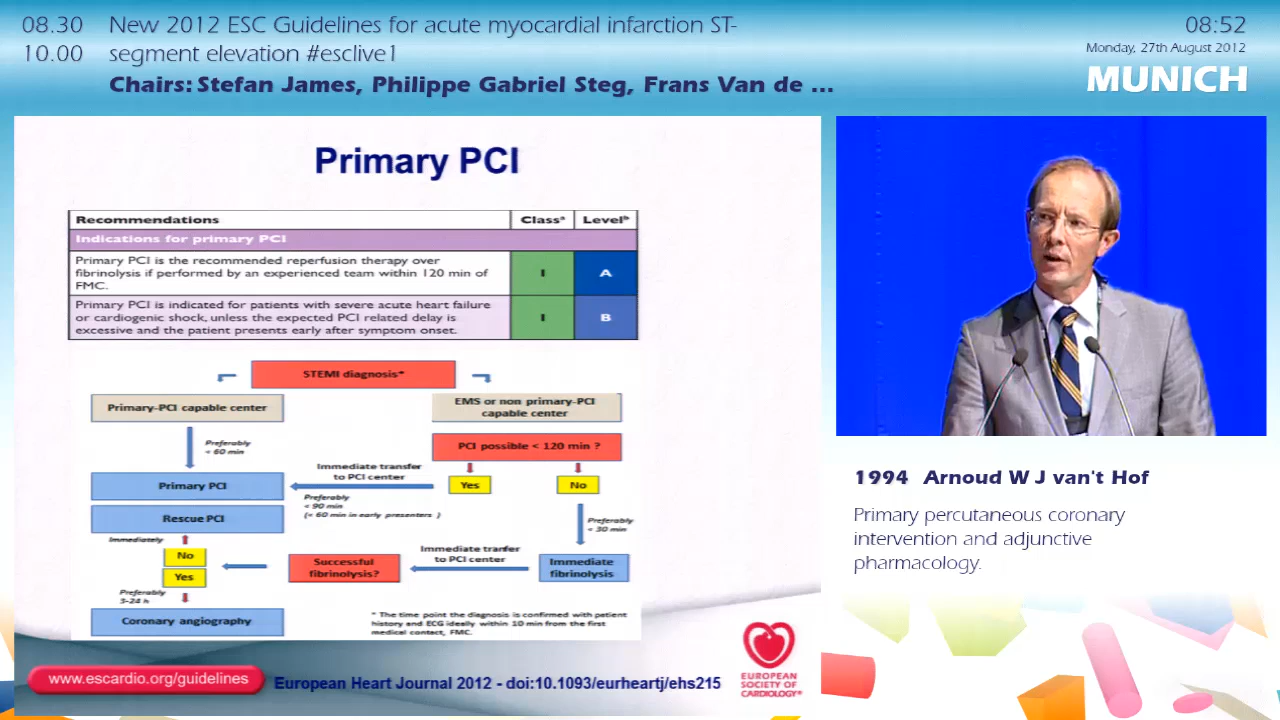 08.30
10.00
New 2012 ESC Guidelines for acute myocardial infarction ST-
segment elevation #esclive1
Chairs: Stefan James, Philippe Gabriel Steg, Frans Van de ...
08:52
Monday, 27th August 2012
MUNICH
Primary PCI
Recommendations Classᵃ Levelᵇ
Indications for primary PCI
Primary PCI is the recommended reperfusion therapy over
fibrinolysis if performed by an experienced team within 120 min of
FMC.
I A
Primary PCI is indicated for patients with severe acute heart failure
or cardiogenic shock, unless the expected PCI related delay is
excessive and the patient presents early after symptom onset.
I B
STEMI diagnosis*
Primary-PCI capable center
EMS or non primary-PCI
capable center
Preferably
< 60 min
PCI possible < 120 min ?
Immediate transfer
to PCI center
Primary PCI
Yes
No
Preferably
< 90 min
(< 60 min in early presenters )
Rescue PCI
Preferably
< 30 min
Immediately
No
Yes
Successful
fibrinolysis?
Immediate tranfer
to PCI center
Immediate
fibrinolysis
Preferably
3-24 h
Coronary angiography
* The time point the diagnosis is confirmed with patient
history and ECG ideally within 10 min from the first
medical contact, FMC.
www.escardio.org/guidelines
European Heart Journal 2012 - doi:10.1093/eurheartj/ehs215
EUROPEAN
SOCIETY OF
CARDIOLOGY®
1994 Arnoud W J van't Hof
Primary percutaneous coronary
intervention and adjunctive
pharmacology.